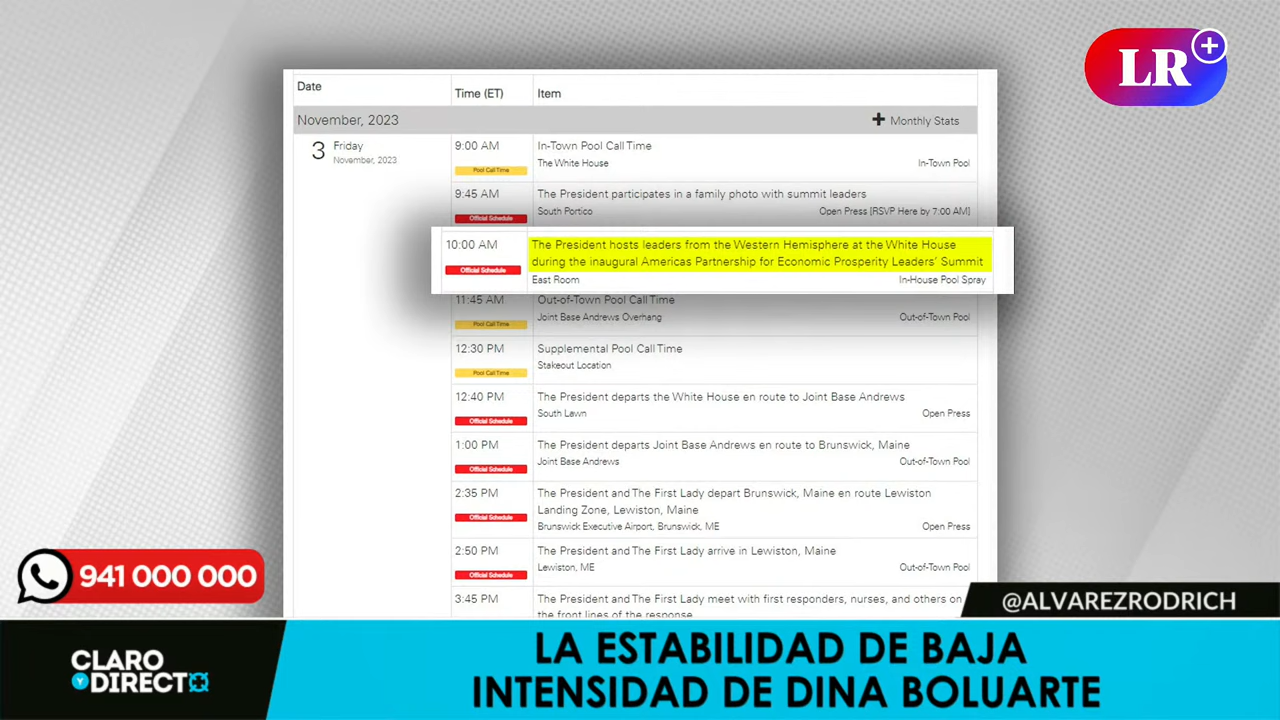 LR+
Date Time (ET) Item
November, 2023 + Monthly Stats
3 Friday 9:00 AM In-Town Pool Call Time
November, 2023 Pool Call Time The White House In-Town Pool
9:45 AM The President participates in a family photo with summit leaders
Official Schedule South Portico Open Press [RSVP Here by 7:00 AM]
10:00 AM The President hosts leaders from the Western Hemisphere at the White House
during the inaugural Americas Partnership for Economic Prosperity Leaders' Summit
Official Schedule East Room In-House Pool Spray
11:45 AM Out-of-Town Pool Call Time
Pool Call Time Joint Base Andrews Overhang Out-of-Town Pool
12:30 PM Supplemental Pool Call Time
Pool Call Time Stakeout Location
12:40 PM The President departs the White House en route to Joint Base Andrews
Official Schedule South Lawn Open Press
1:00 PM The President departs Joint Base Andrews en route to Brunswick, Maine
Official Schedule Joint Base Andrews Out-of-Town Pool
2:35 PM The President and The First Lady depart Brunswick, Maine en route Lewiston
Landing Zone, Lewiston, Maine
Official Schedule Brunswick Executive Airport, Brunswick, ME Open Press
2:50 PM The President and The First Lady arrive in Lewiston, Maine
Official Schedule Lewiston, ME Out-of-Town Pool
3:45 PM The President and The First Lady meet with first responders, nurses, and others on
the front lines of the response
941 000 000
@ALVAREZRODRICH
CLARO
Y DIRECTO
LA ESTABILIDAD DE BAJA
INTENSIDAD DE DINA BOLUARTE